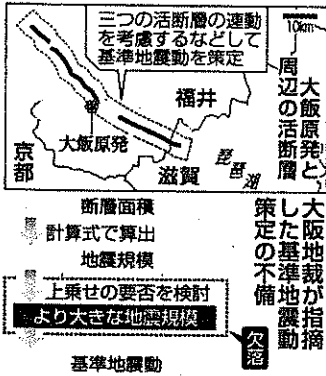 大飯原発と
周辺の活断層
10km
三つの活断層の連動
を考慮するなどして
基準地震動を策定
福井
大飯原発
京都
滋賀
琵琶湖
大阪地裁が指摘
した基準地震動
策定の不備
断層面積
計算式で算出
地震規模
上乗せの要否を検討
より大きな地震規模
欠落
基準地震動